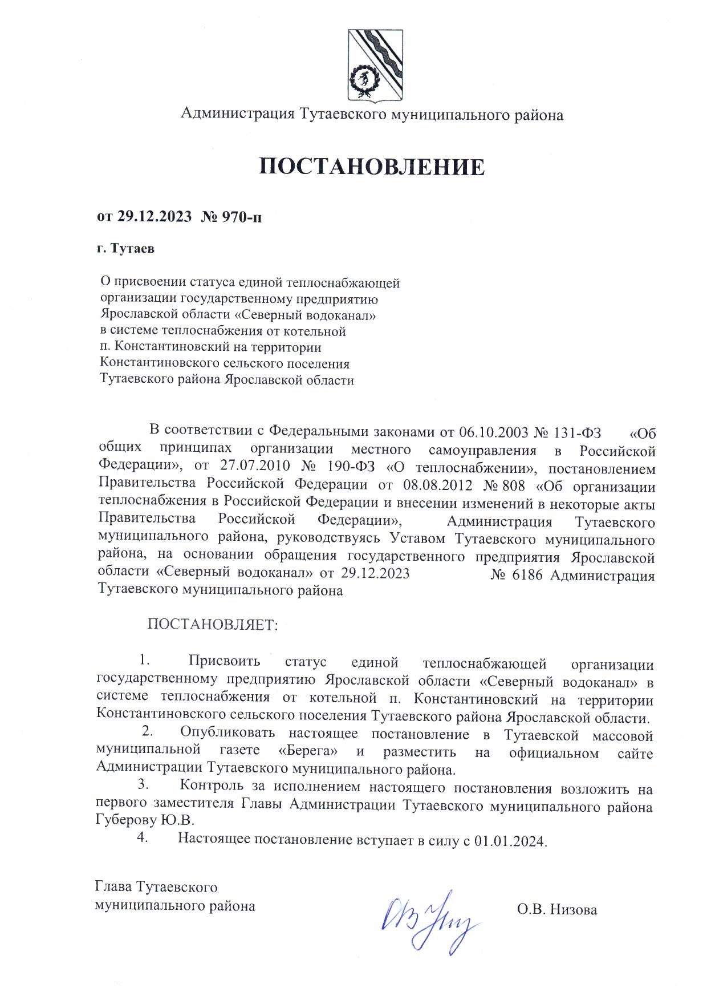 Администрация Тутаевского муниципального района
ПОСТАНОВЛЕНИЕ
от 29.12.2023 № 970-п
г. Тутаев
О присвоении статуса единой теплоснабжающей
организации государственному предприятию
Ярославской области «Северный водоканал»
в системе теплоснабжения от котельной
п. Константиновский на территории
Константиновского сельского поселения
Тутаевского района Ярославской области
В соответствии с Федеральными законами от 06.10.2003 № 131-ФЗ «Об
общих принципах организации местного самоуправления в Российской
Федерации», от 27.07.2010 № 190-ФЗ «О теплоснабжении», постановлением
Правительства Российской Федерации от 08.08.2012 № 808 «Об организации
теплоснабжения в Российской Федерации и внесении изменений в некоторые акты
Правительства Российской Федерации», Администрация Тутаевского
муниципального района, руководствуясь Уставом Тутаевского муниципального
района, на основании обращения государственного предприятия Ярославской
области «Северный водоканал» от 29.12.2023 № 6186 Администрация
Тутаевского муниципального района
ПОСТАНОВЛЯЕТ:
1. Присвоить статус единой теплоснабжающей организации
государственному предприятию Ярославской области «Северный водоканал» в
системе теплоснабжения от котельной п. Константиновский на территории
Константиновского сельского поселения Тутаевского района Ярославской области.
2. Опубликовать настоящее постановление в Тутаевской массовой
муниципальной газете «Берега» и разместить на официальном сайте
Администрации Тутаевского муниципального района.
3. Контроль за исполнением настоящего постановления возложить на
первого заместителя Главы Администрации Тутаевского муниципального района
Губерову Ю.В.
4. Настоящее постановление вступает в силу с 01.01.2024.
Глава Тутаевского
муниципального района О.В. Низова